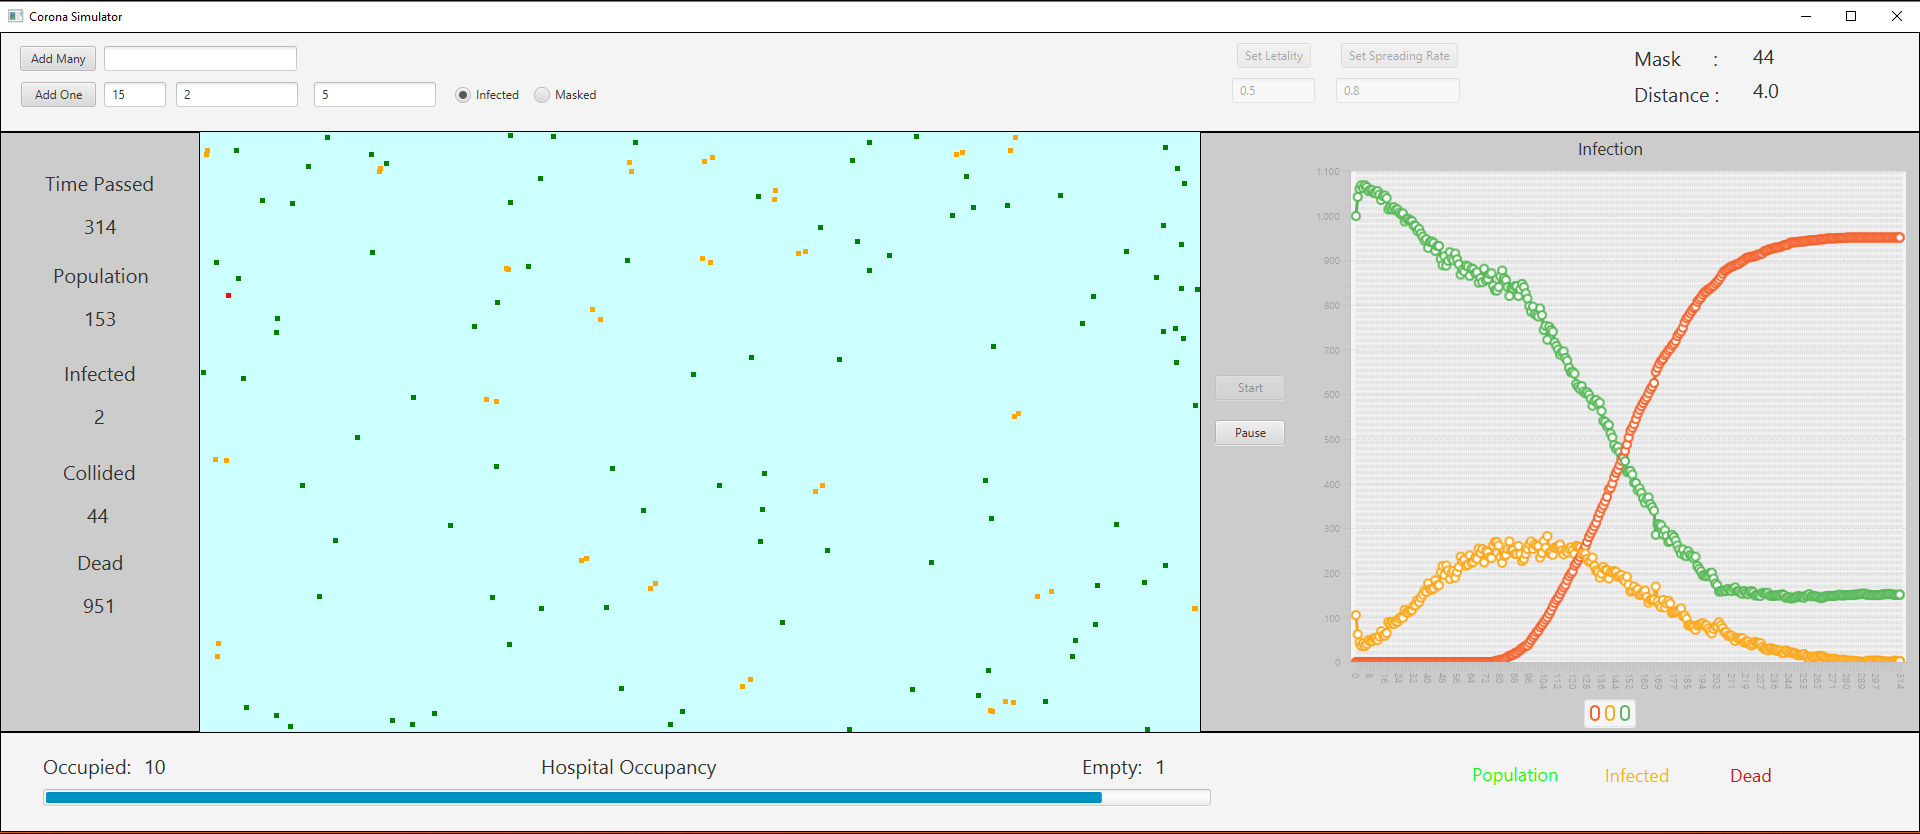 Corona Simulator
Add Many
Add One 15 2 5 Infected Masked
Set Letality Set Spreading Rate
0.5 0.8
Mask : 44
Distance : 4.0
Time Passed
314
Population
153
Infected
2
Collided
44
Dead
951
Start
Pause
Infection
1.100
1.000
900
800
700
600
500
400
300
200
100
0
0 8 16 24 32 40 48 56 64 72 80 88 96 104 112 120 128 136 144 152 160 169 177 185 194 202 211 219 227 236 244 253 262 271 280 289 297 314
0 0 0
Occupied: 10 Hospital Occupancy Empty: 1
Population Infected Dead